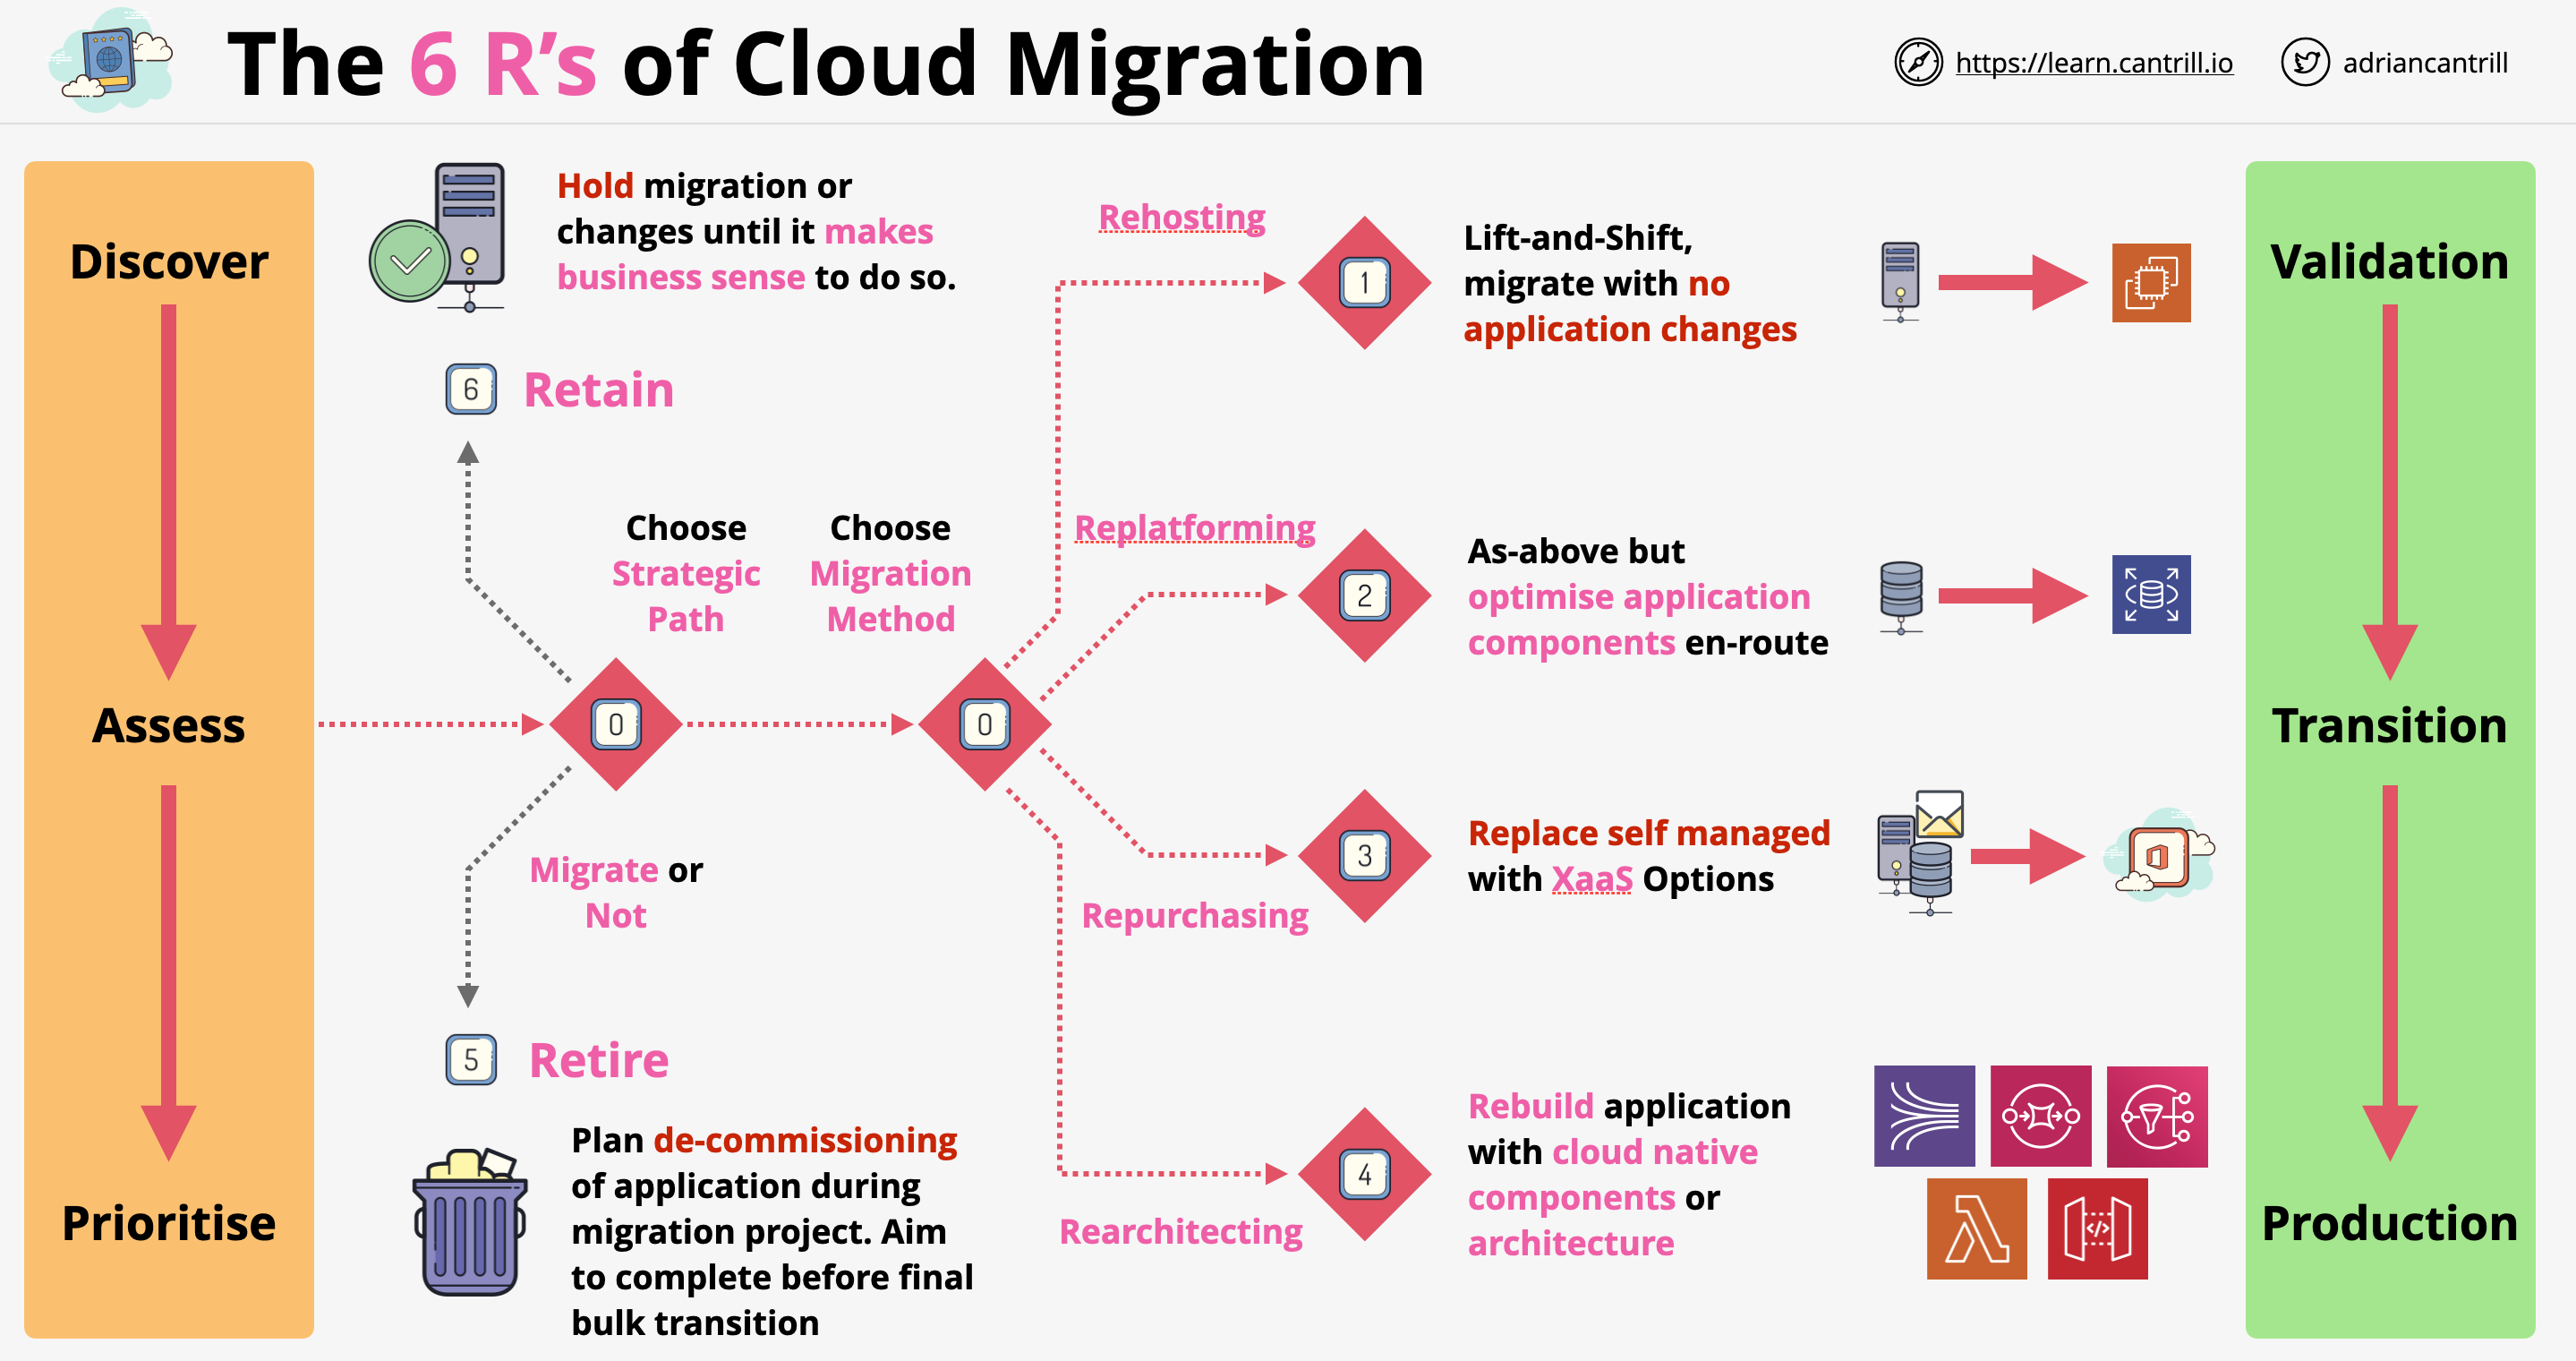 The 6 R’s of Cloud Migration
https://learn.cantrill.io
adriancantrill
Discover
Assess
Prioritise
Hold migration or
changes until it makes
business sense to do so.
6
Retain
Choose
Strategic
Path
Choose
Migration
Method
0
0
Migrate or
Not
5
Retire
Plan de-commissioning
of application during
migration project. Aim
to complete before final
bulk transition
Rehosting
1
Lift-and-Shift,
migrate with no
application changes
Replatforming
2
As-above but
optimise application
components en-route
3
Replace self managed
with XaaS Options
Repurchasing
4
Rebuild application
with cloud native
components or
architecture
Rearchitecting
Validation
Transition
Production